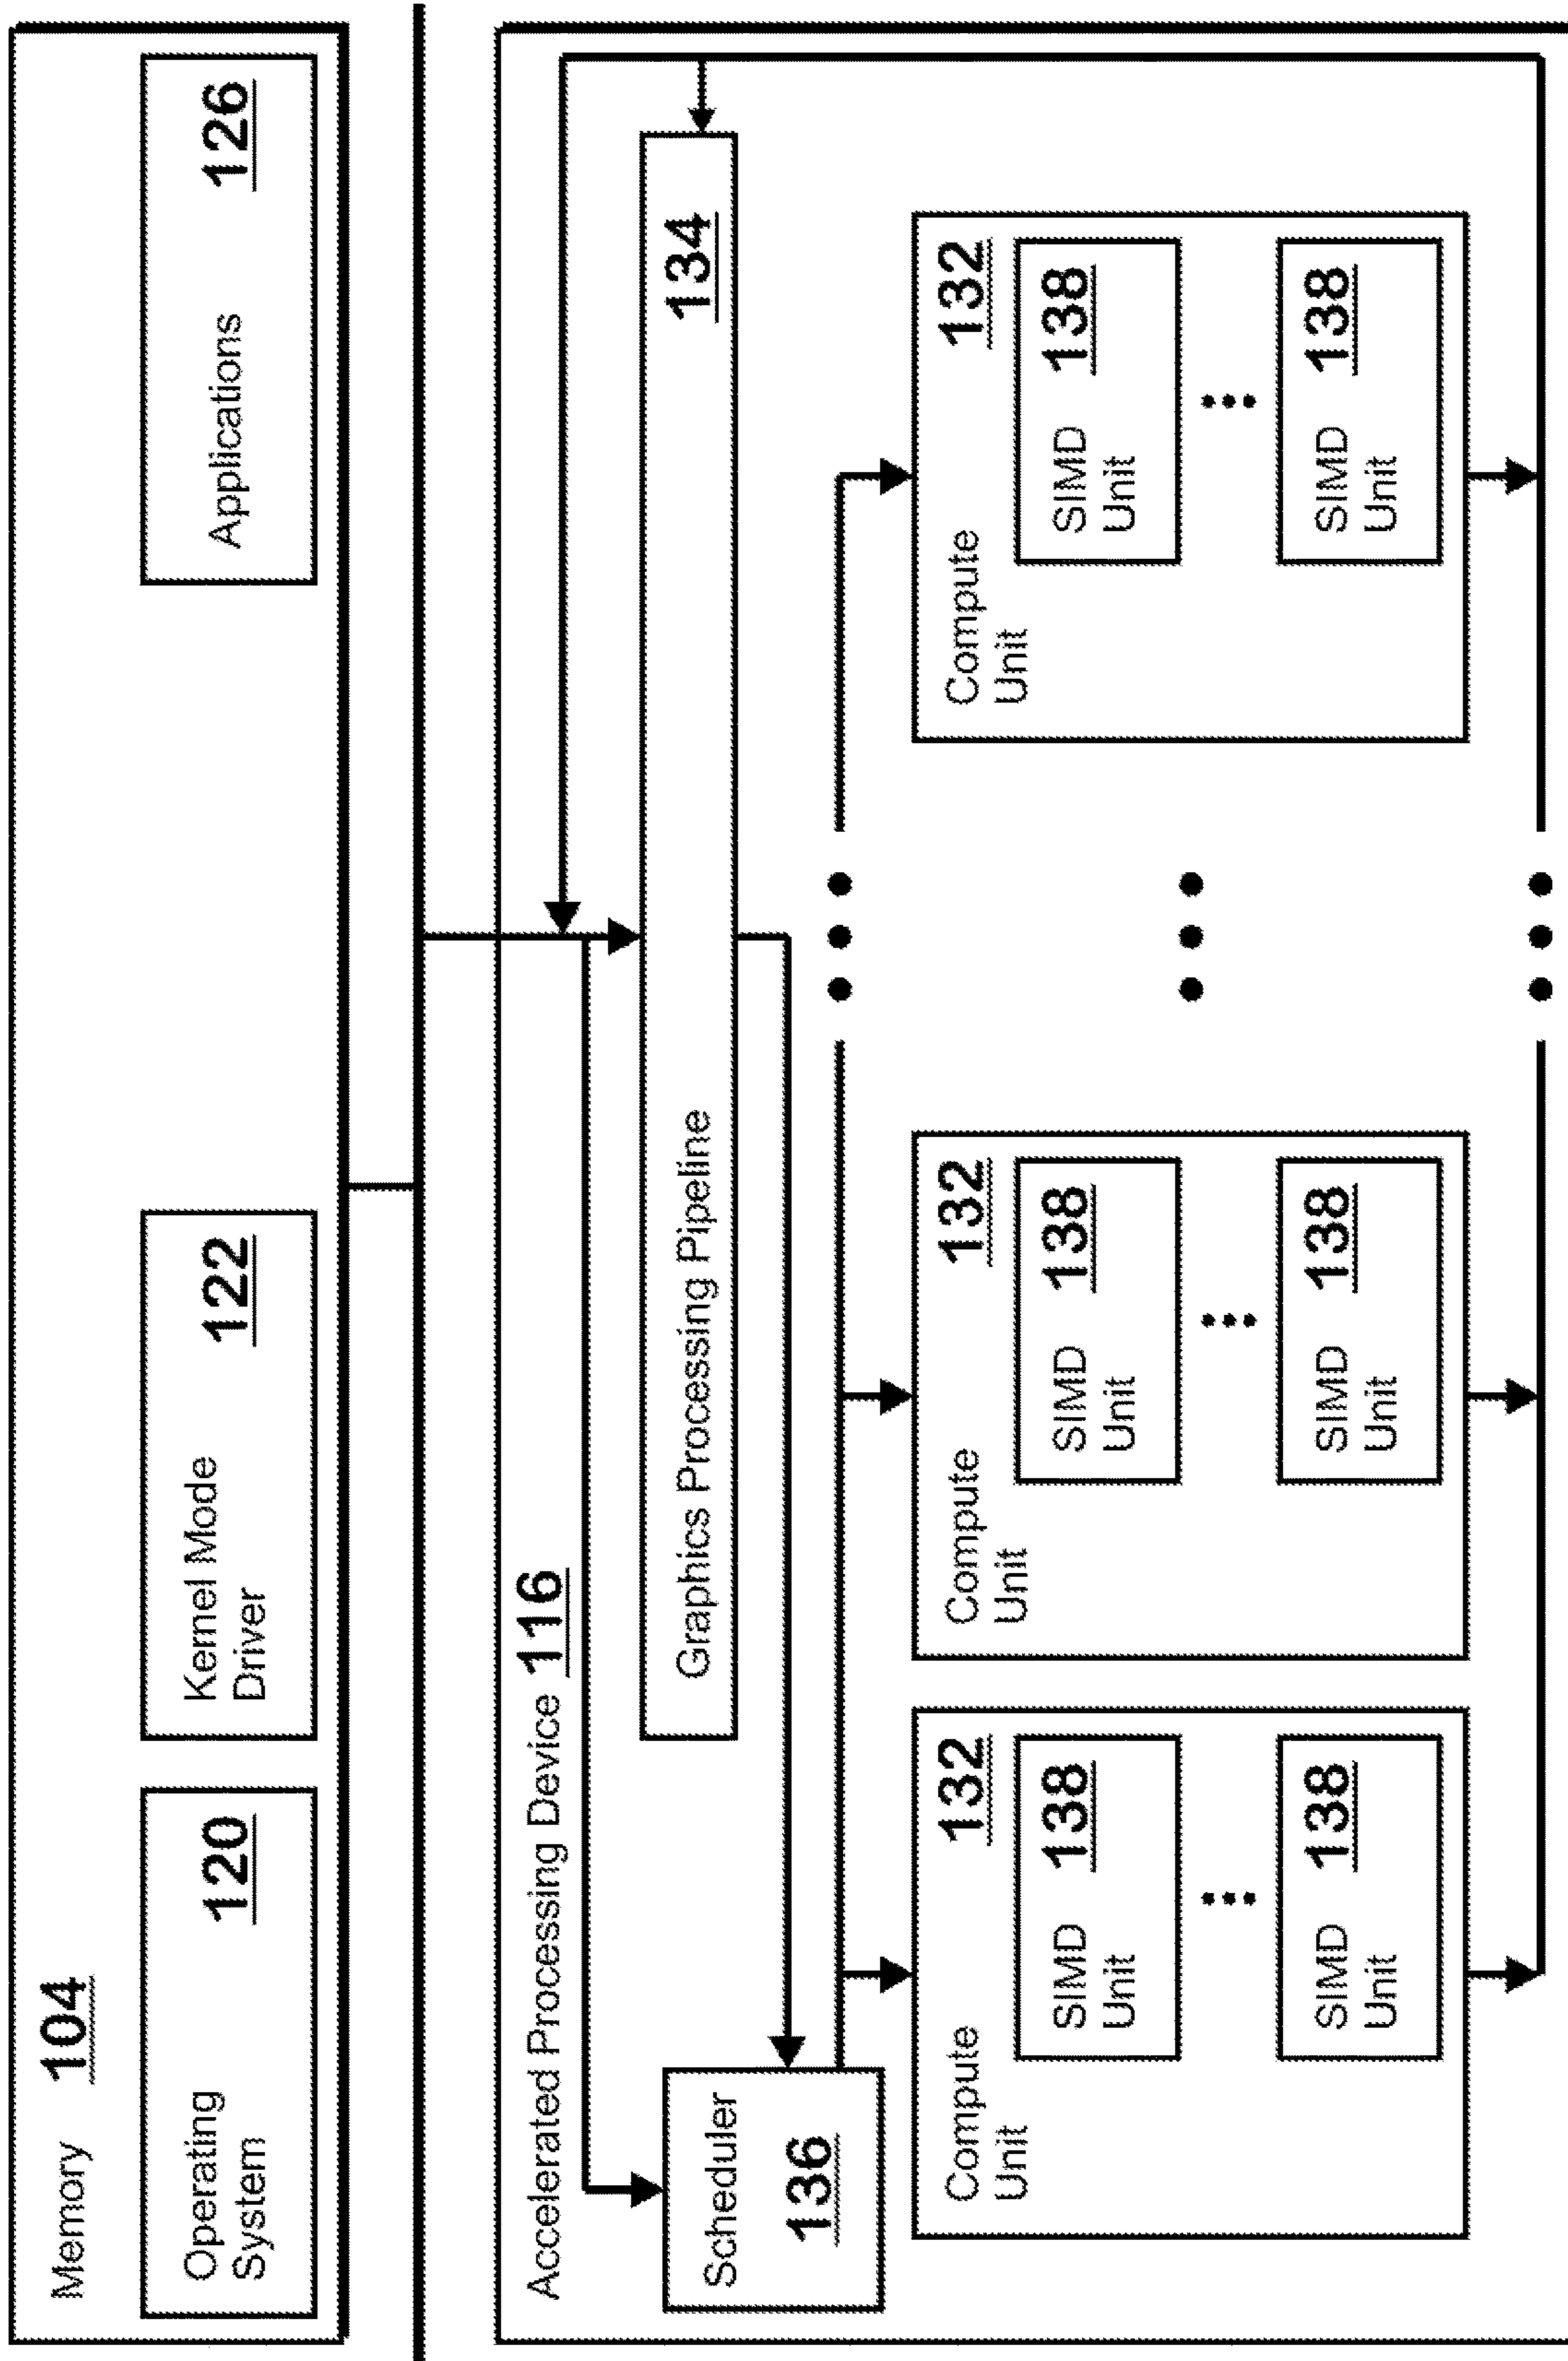 Memory 104
Operating
System
120
Kernel Mode
Driver
122
Applications
126
Accelerated Processing Device 116
Scheduler
136
Graphics Processing Pipeline
134
Compute
Unit
132
SIMD
Unit
138
SIMD
Unit
138
Compute
Unit
132
SIMD
Unit
138
SIMD
Unit
138
Compute
Unit
132
SIMD
Unit
138
SIMD
Unit
138